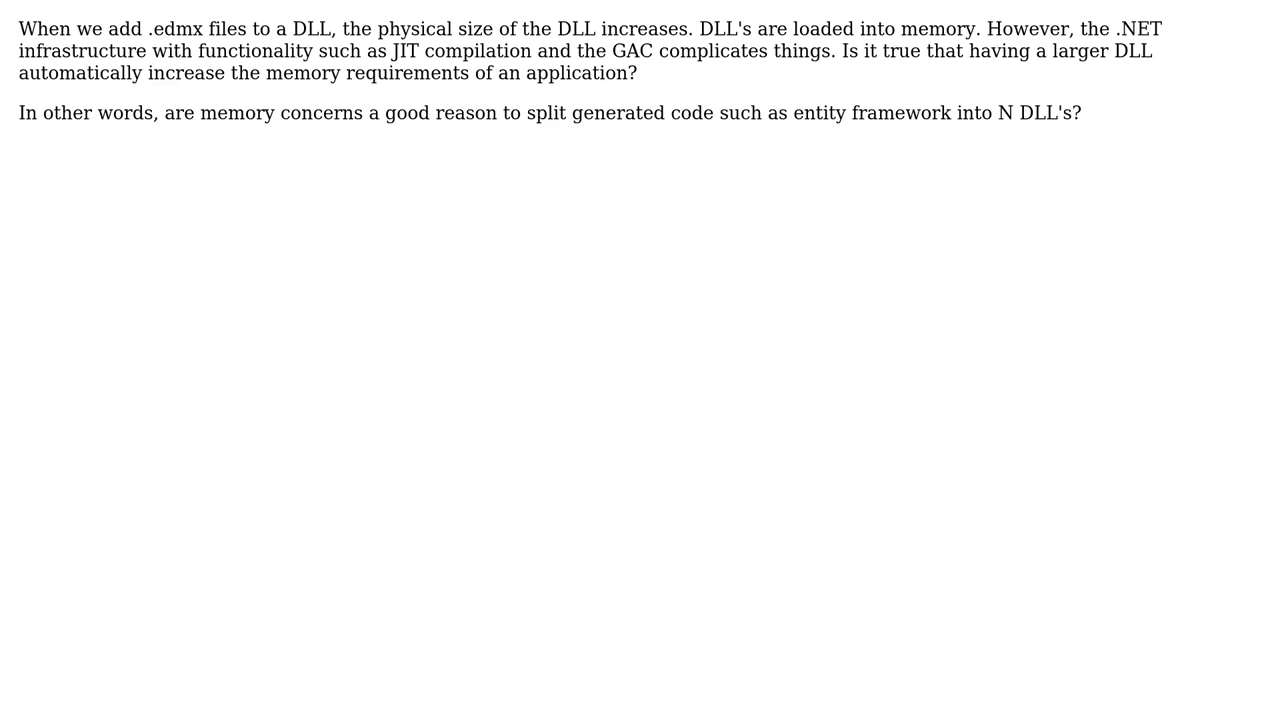 When we add .edmx files to a DLL, the physical size of the DLL increases. DLL's are loaded into memory. However, the .NET
infrastructure with functionality such as JIT compilation and the GAC complicates things. Is it true that having a larger DLL
automatically increase the memory requirements of an application?
In other words, are memory concerns a good reason to split generated code such as entity framework into N DLL's?